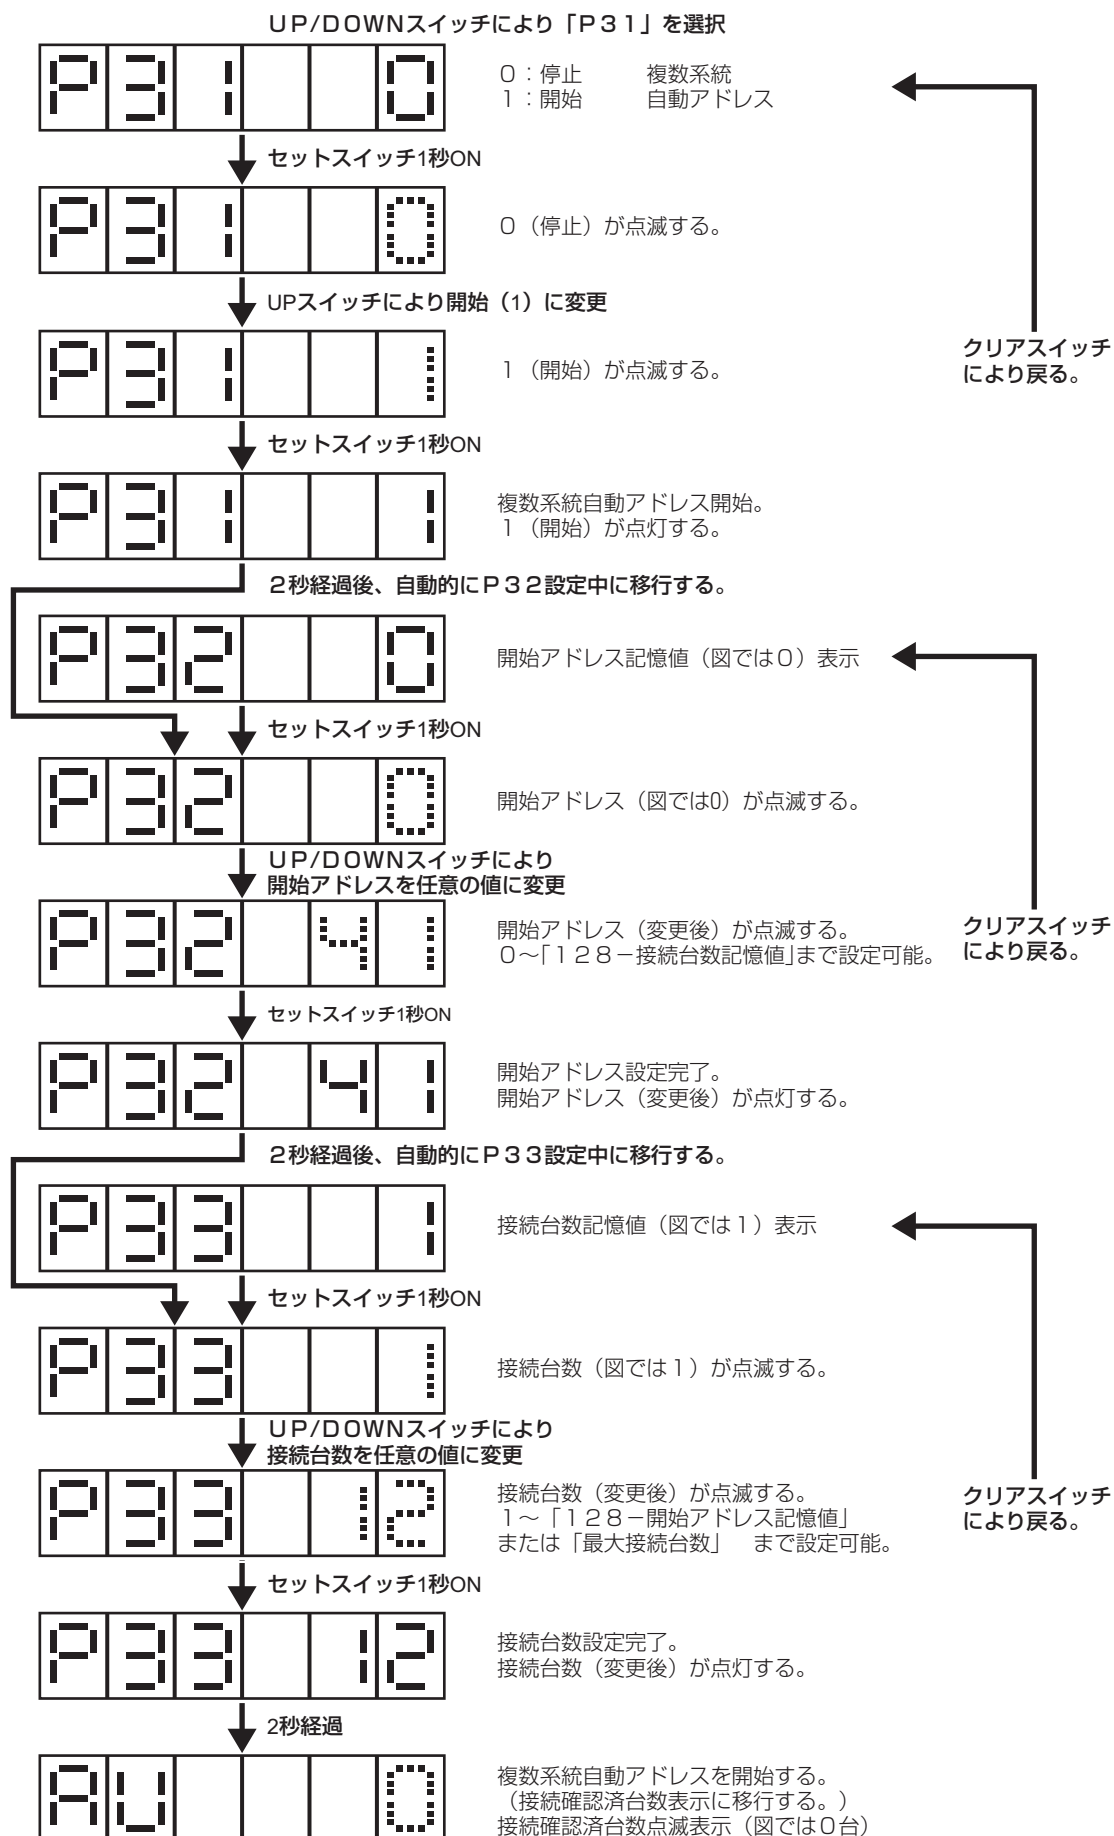 UP/DOWNスイッチにより「P31」を選択
P31 0
0：停止 複数系統
1：開始 自動アドレス
セットスイッチ1秒ON
P31 0
0（停止）が点滅する。
UPスイッチにより開始（1）に変更
P31 1
1（開始）が点滅する。
クリアスイッチ
により戻る。
セットスイッチ1秒ON
P31 1
複数系統自動アドレス開始。
1（開始）が点灯する。
2秒経過後、自動的にP32設定中に移行する。
P32 0
開始アドレス記憶値（図では0）表示
セットスイッチ1秒ON
P32 0
開始アドレス（図では0）が点滅する。
UP/DOWNスイッチにより
開始アドレスを任意の値に変更
P32 41
開始アドレス（変更後）が点滅する。
0～「128－接続台数記憶値」まで設定可能。
クリアスイッチ
により戻る。
セットスイッチ1秒ON
P32 41
開始アドレス設定完了。
開始アドレス（変更後）が点灯する。
2秒経過後、自動的にP33設定中に移行する。
P33 1
接続台数記憶値（図では1）表示
セットスイッチ1秒ON
P33 1
接続台数（図では1）が点滅する。
UP/DOWNスイッチにより
接続台数を任意の値に変更
P33 12
接続台数（変更後）が点滅する。
1～「128－開始アドレス記憶値」
または「最大接続台数」 まで設定可能。
クリアスイッチ
により戻る。
セットスイッチ1秒ON
P33 12
接続台数設定完了。
接続台数（変更後）が点灯する。
2秒経過
AU 0
複数系統自動アドレスを開始する。
（接続確認済台数表示に移行する。）
接続確認済台数点滅表示（図では0台）